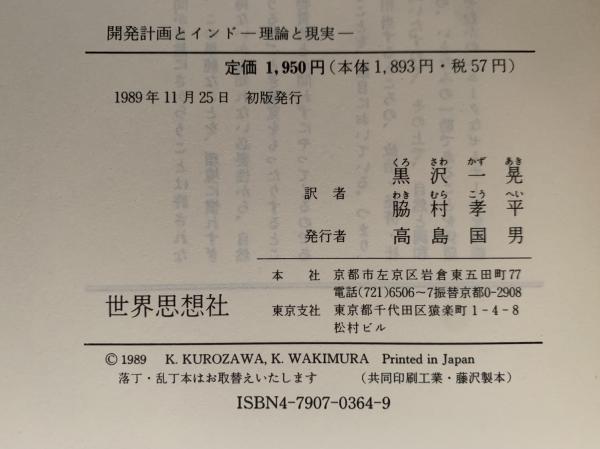 開発計画とインド―理論と現実―
定価 1,950円（本体1,893円・税57円）
1989年11月25日 初版発行
くろ さわ かず あき
黒沢一晃
訳者
わき むら こう へい
脇村孝平
発行者 高島国男
世界思想社
本社 京都市左京区岩倉東五田町77
電話(721)6506〜7振替京都0-2908
東京支社 東京都千代田区猿楽町1-4-8
松村ビル
©1989 K. KUROZAWA, K. WAKIMURA Printed in Japan
落丁・乱丁本はお取替えいたします （共同印刷工業・藤沢製本）
ISBN4-7907-0364-9